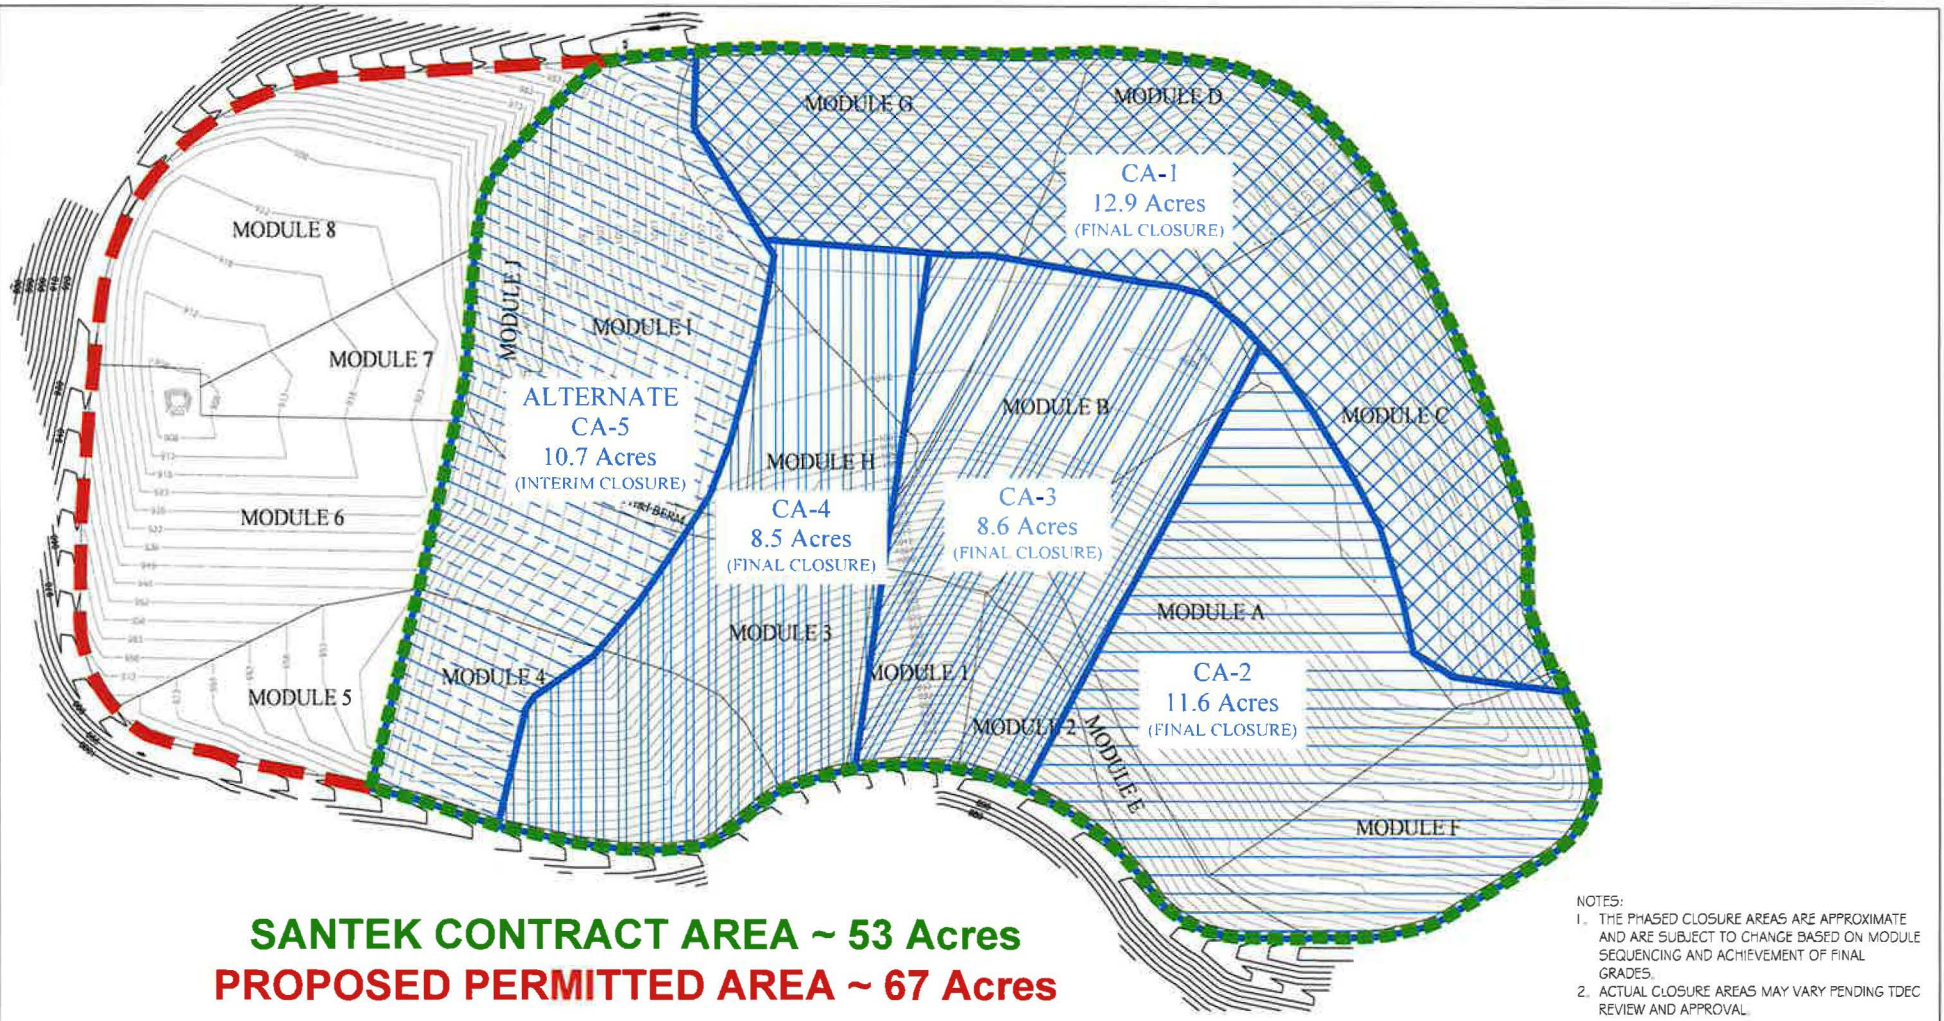 MODULE G
MODULE D
CA-1
12.9 Acres
(FINAL CLOSURE)
MODULE 8
MODULE J
MODULE I
MODULE 7
ALTERNATE
CA-5
10.7 Acres
(INTERIM CLOSURE)
MODULE B
MODULE C
MODULE H
BERM
CA-4
8.5 Acres
(FINAL CLOSURE)
CA-3
8.6 Acres
(FINAL CLOSURE)
MODULE 6
MODULE 3
MODULE A
MODULE 4
MODULE 5
MODULE 1
MODULE 2
MODULE E
CA-2
11.6 Acres
(FINAL CLOSURE)
MODULE F
SANTEK CONTRACT AREA ~ 53 Acres
PROPOSED PERMITTED AREA ~ 67 Acres
NOTES:
1. THE PHASED CLOSURE AREAS ARE APPROXIMATE
AND ARE SUBJECT TO CHANGE BASED ON MODULE
SEQUENCING AND ACHIEVEMENT OF FINAL
GRADES.
2. ACTUAL CLOSURE AREAS MAY VARY PENDING TDEC
REVIEW AND APPROVAL.